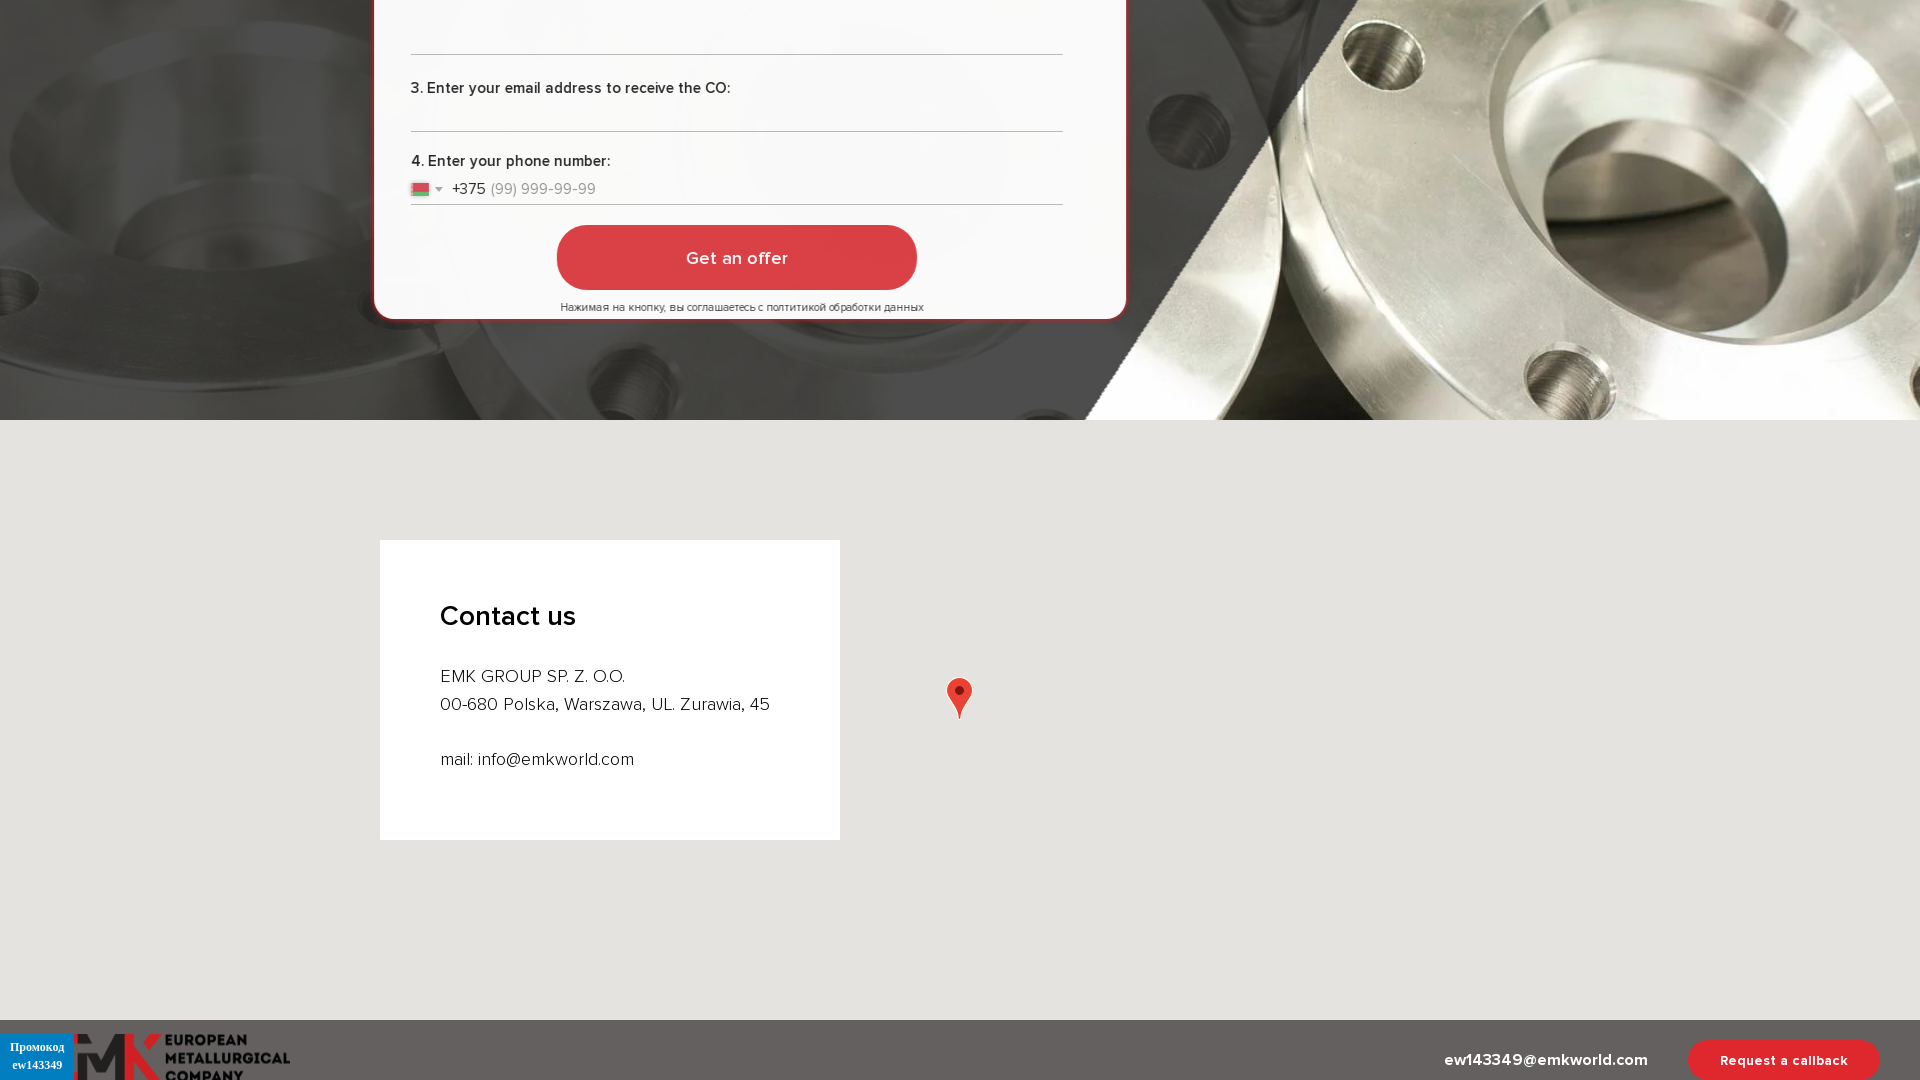 3. Enter your email address to receive the CO:
4. Enter your phone number:
+375 (99) 999-99-99
Get an offer
Нажимая на кнопку, вы соглашаетесь с полтитикой обработки данных
Contact us
EMK GROUP SP. Z. O.O.
00-680 Polska, Warszawa, UL. Zurawia, 45
mail: info@emkworld.com
Промокод
ew143349
MK EUROPEAN
METALLURGICAL
COMPANY
ew143349@emkworld.com
Request a callback